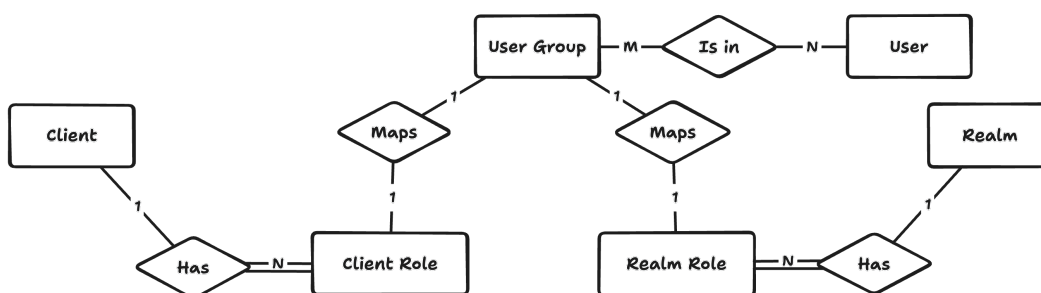 User Group
M
Is in
N
User
1
1
Client
Maps
Maps
Realm
1
1
1
1
Has
N
Client Role
Realm Role
N
Has